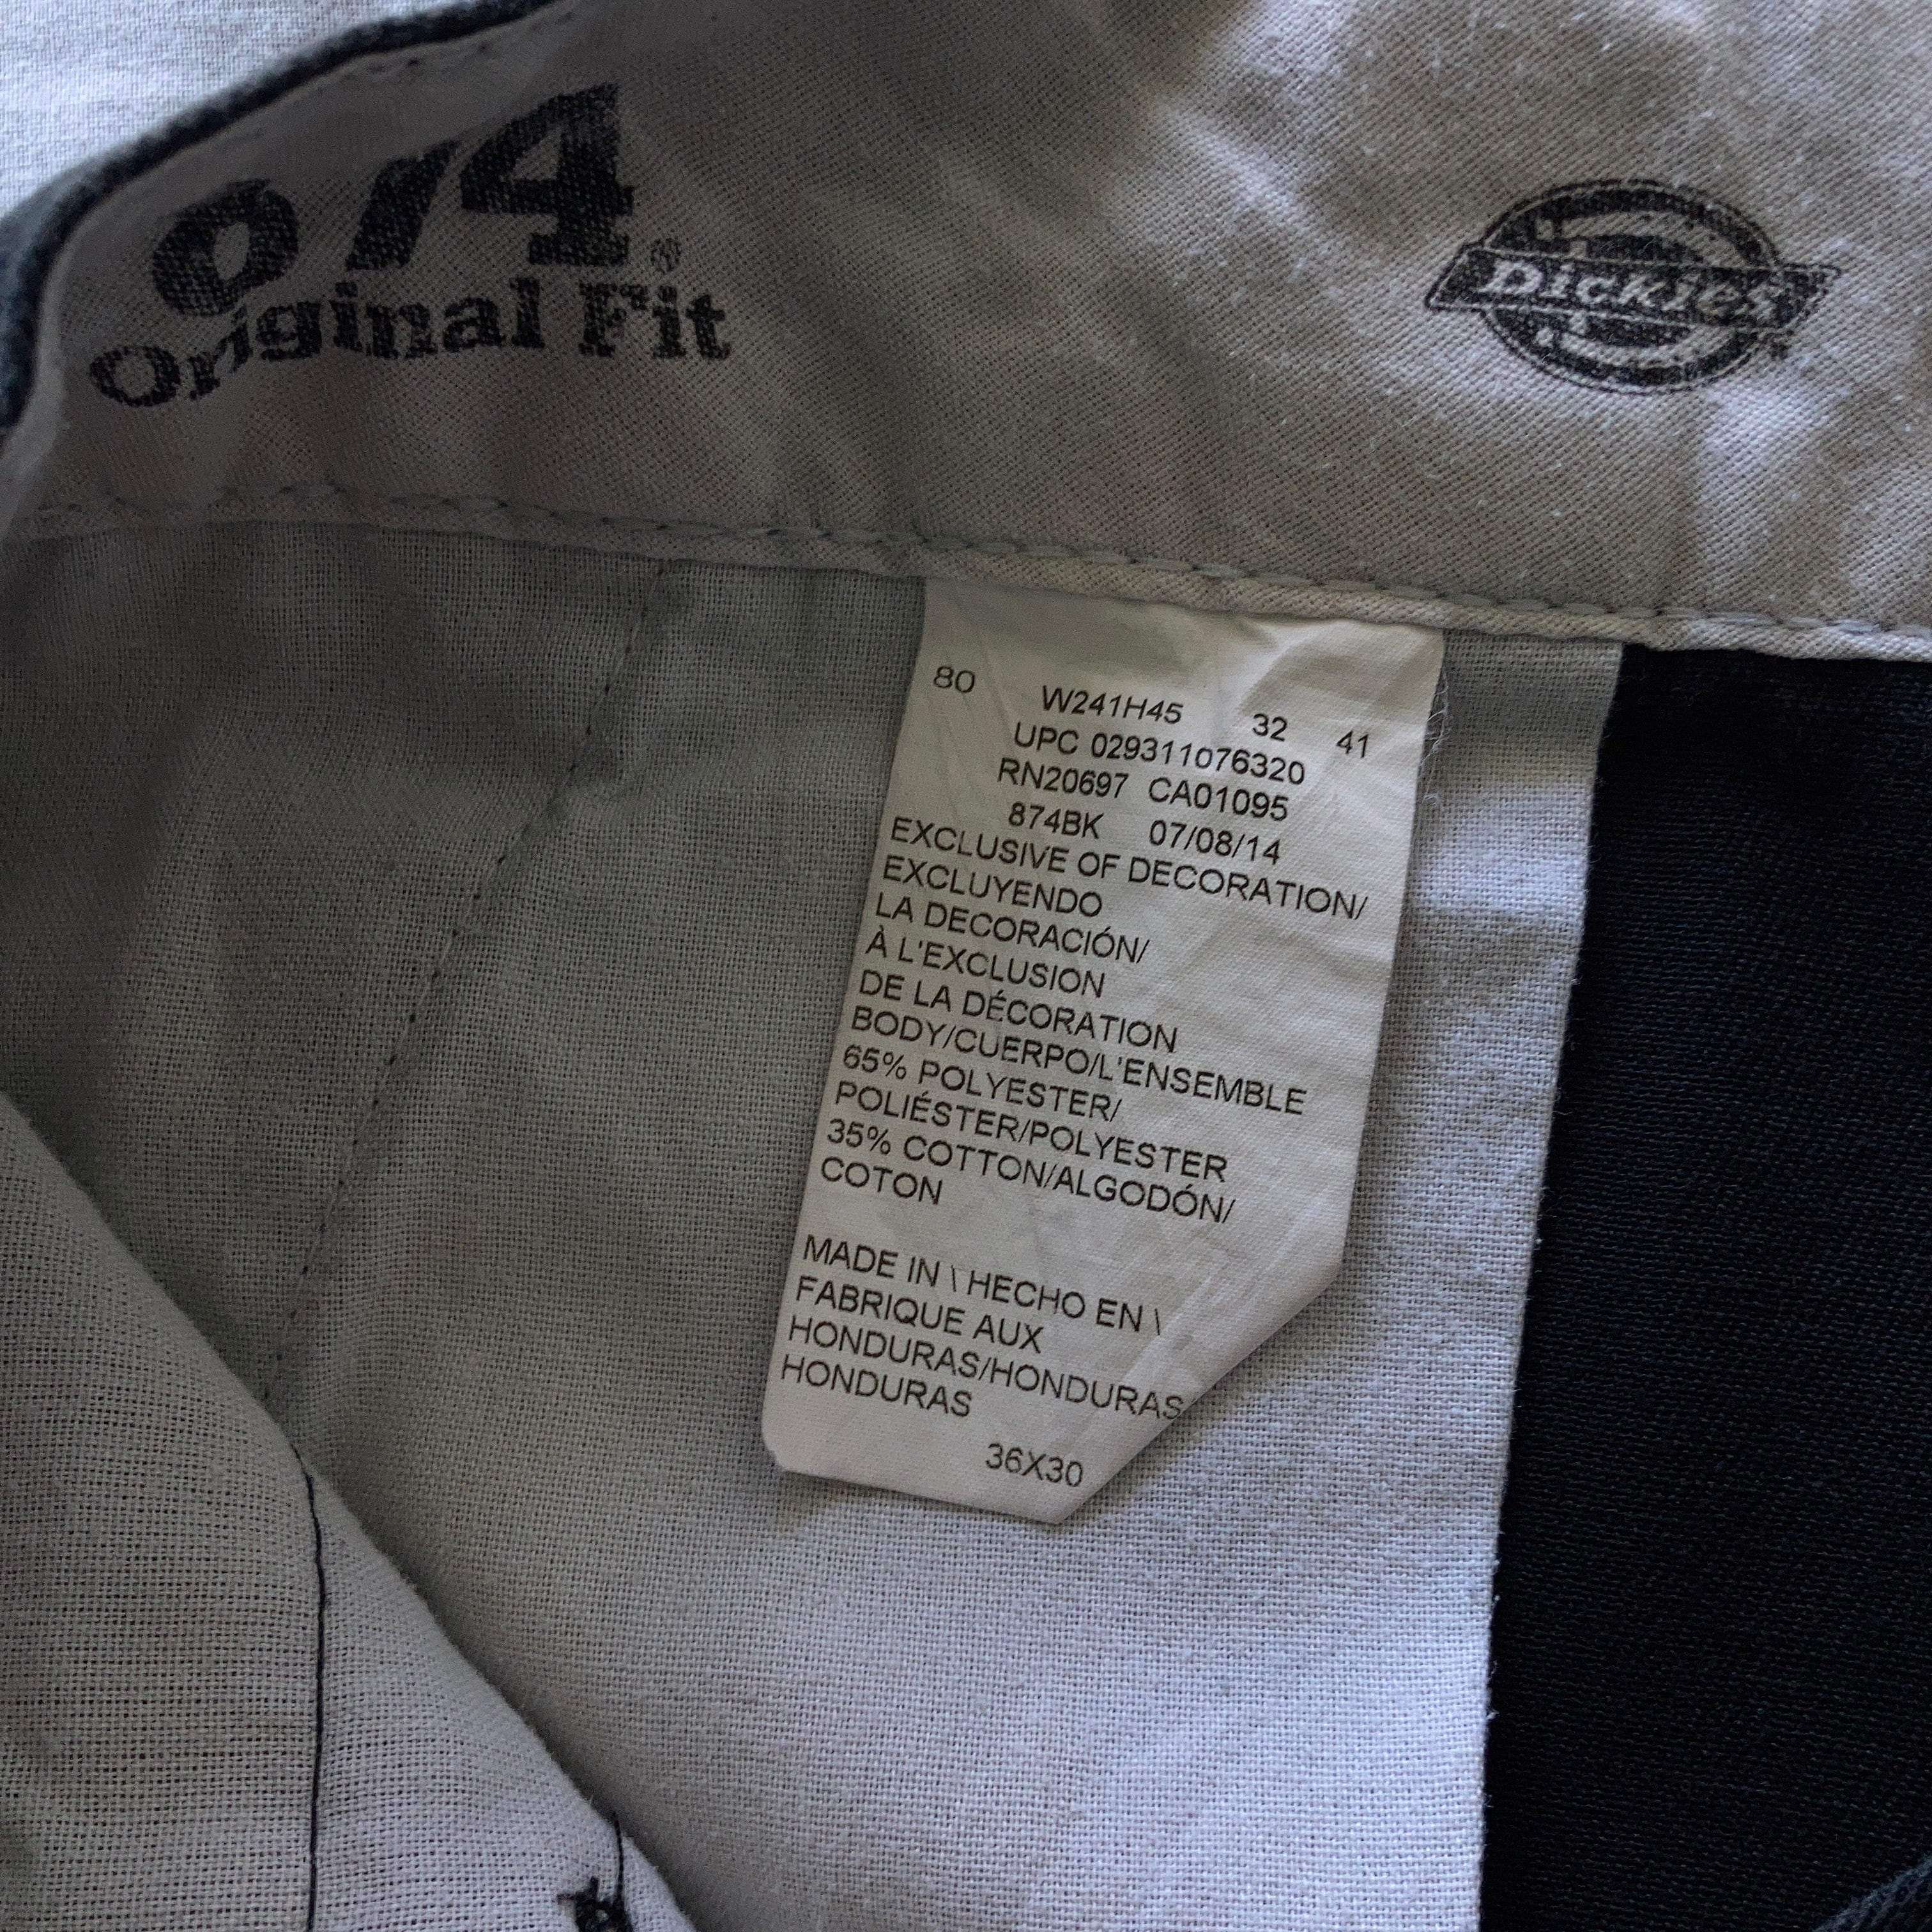 874®
Original Fit
Dickies
80 W241H45 32 41
UPC 029311076320
RN20697 CA01095
874BK 07/08/14
EXCLUSIVE OF DECORATION/
EXCLUYENDO
LA DECORACIÓN/
À L'EXCLUSION
DE LA DÉCORATION
BODY/CUERPO/L'ENSEMBLE
65% POLYESTER/
POLIÉSTER/POLYESTER
35% COTTON/ALGODÓN/
COTON
MADE IN \ HECHO EN \
FABRIQUE AUX
HONDURAS/HONDURAS
HONDURAS
36X30